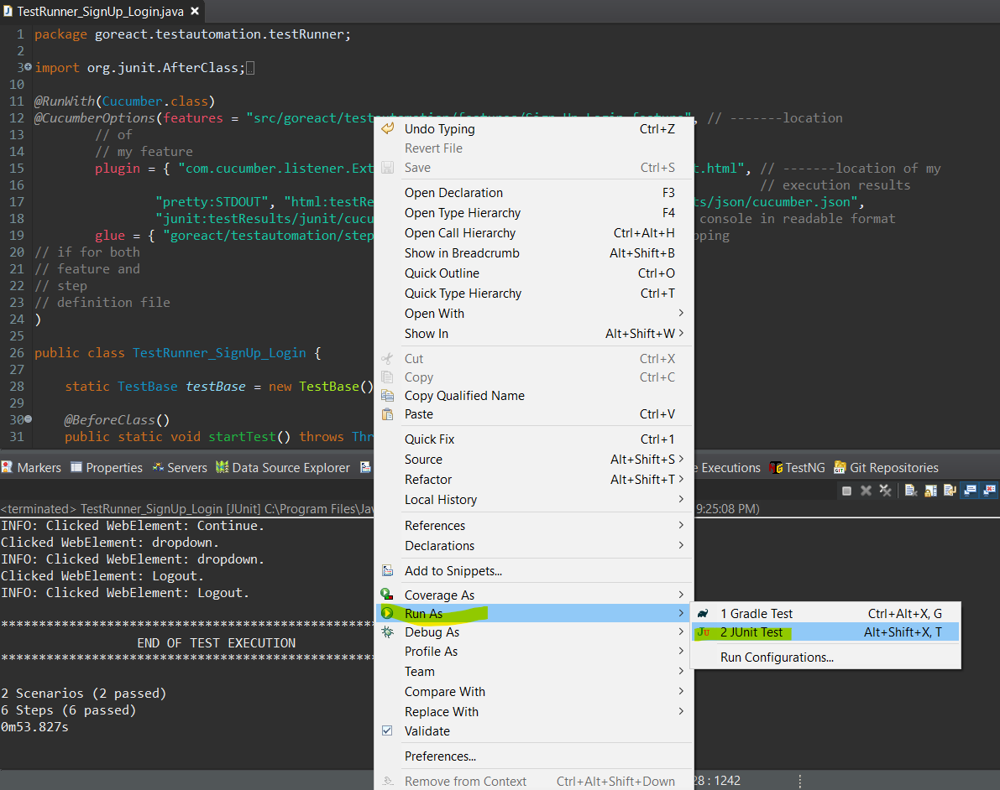 TestRunner_SignUp_Login.java
1 package goreact.testautomation.testRunner;
2
3 import org.junit.AfterClass;
10
11 @RunWith(Cucumber.class)
12 @CucumberOptions(features = "src/goreact/testautomation/features/Sign_Up_Login.feature", // -------location
13 // of
14 // my feature
15 plugin = { "com.cucumber.listener.Ext t.html", // -------location of my
16 // execution results
17 "pretty:STDOUT", "html:testRe ts/json/cucumber.json",
18 "junit:testResults/junit/cucu console in readable format
19 glue = { "goreact/testautomation/step pping
20 // if for both
21 // feature and
22 // step
23 // definition file
24 )
25
26 public class TestRunner_SignUp_Login {
27
28 static TestBase testBase = new TestBase()
29
30 @BeforeClass()
31 public static void startTest() throws Thr
Undo Typing Ctrl+Z
Revert File
Save Ctrl+S
Open Declaration F3
Open Type Hierarchy F4
Open Call Hierarchy Ctrl+Alt+H
Show in Breadcrumb Alt+Shift+B
Quick Outline Ctrl+O
Quick Type Hierarchy Ctrl+T
Open With
Show In Alt+Shift+W
Cut Ctrl+X
Copy Ctrl+C
Copy Qualified Name
Paste Ctrl+V
Quick Fix Ctrl+1
Source Alt+Shift+S
Refactor Alt+Shift+T
Local History
References
Declarations
Add to Snippets...
Coverage As
Run As
Debug As
Profile As
Team
Compare With
Replace With
Validate
Preferences...
Remove from Context Ctrl+Alt+Shift+Down
1 Gradle Test Ctrl+Alt+X, G
2 JUnit Test Alt+Shift+X, T
Run Configurations...
Markers Properties Servers Data Source Explorer e Executions TestNG Git Repositories
<terminated> TestRunner_SignUp_Login [JUnit] C:\Program Files\Jav 9:25:08 PM)
INFO: Clicked WebElement: Continue.
Clicked WebElement: dropdown.
INFO: Clicked WebElement: dropdown.
Clicked WebElement: Logout.
INFO: Clicked WebElement: Logout.
*************************************************
END OF TEST EXECUTION
*************************************************
2 Scenarios (2 passed)
6 Steps (6 passed)
0m53.827s
28 : 1242